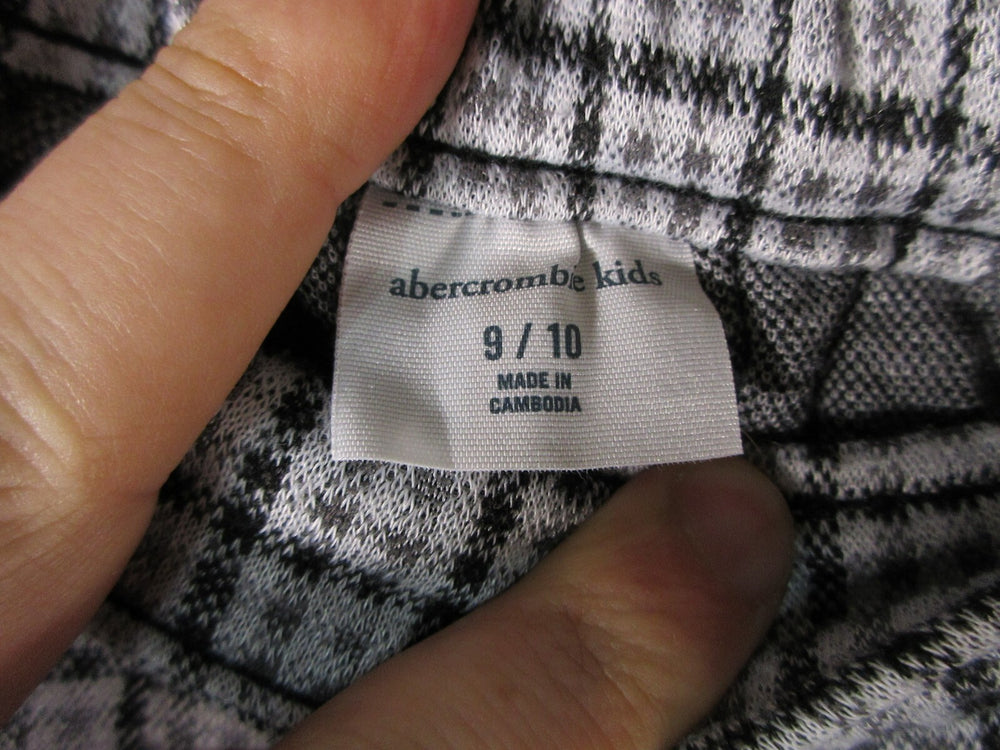 abercrombie kids
9 / 10
MADE IN
CAMBODIA